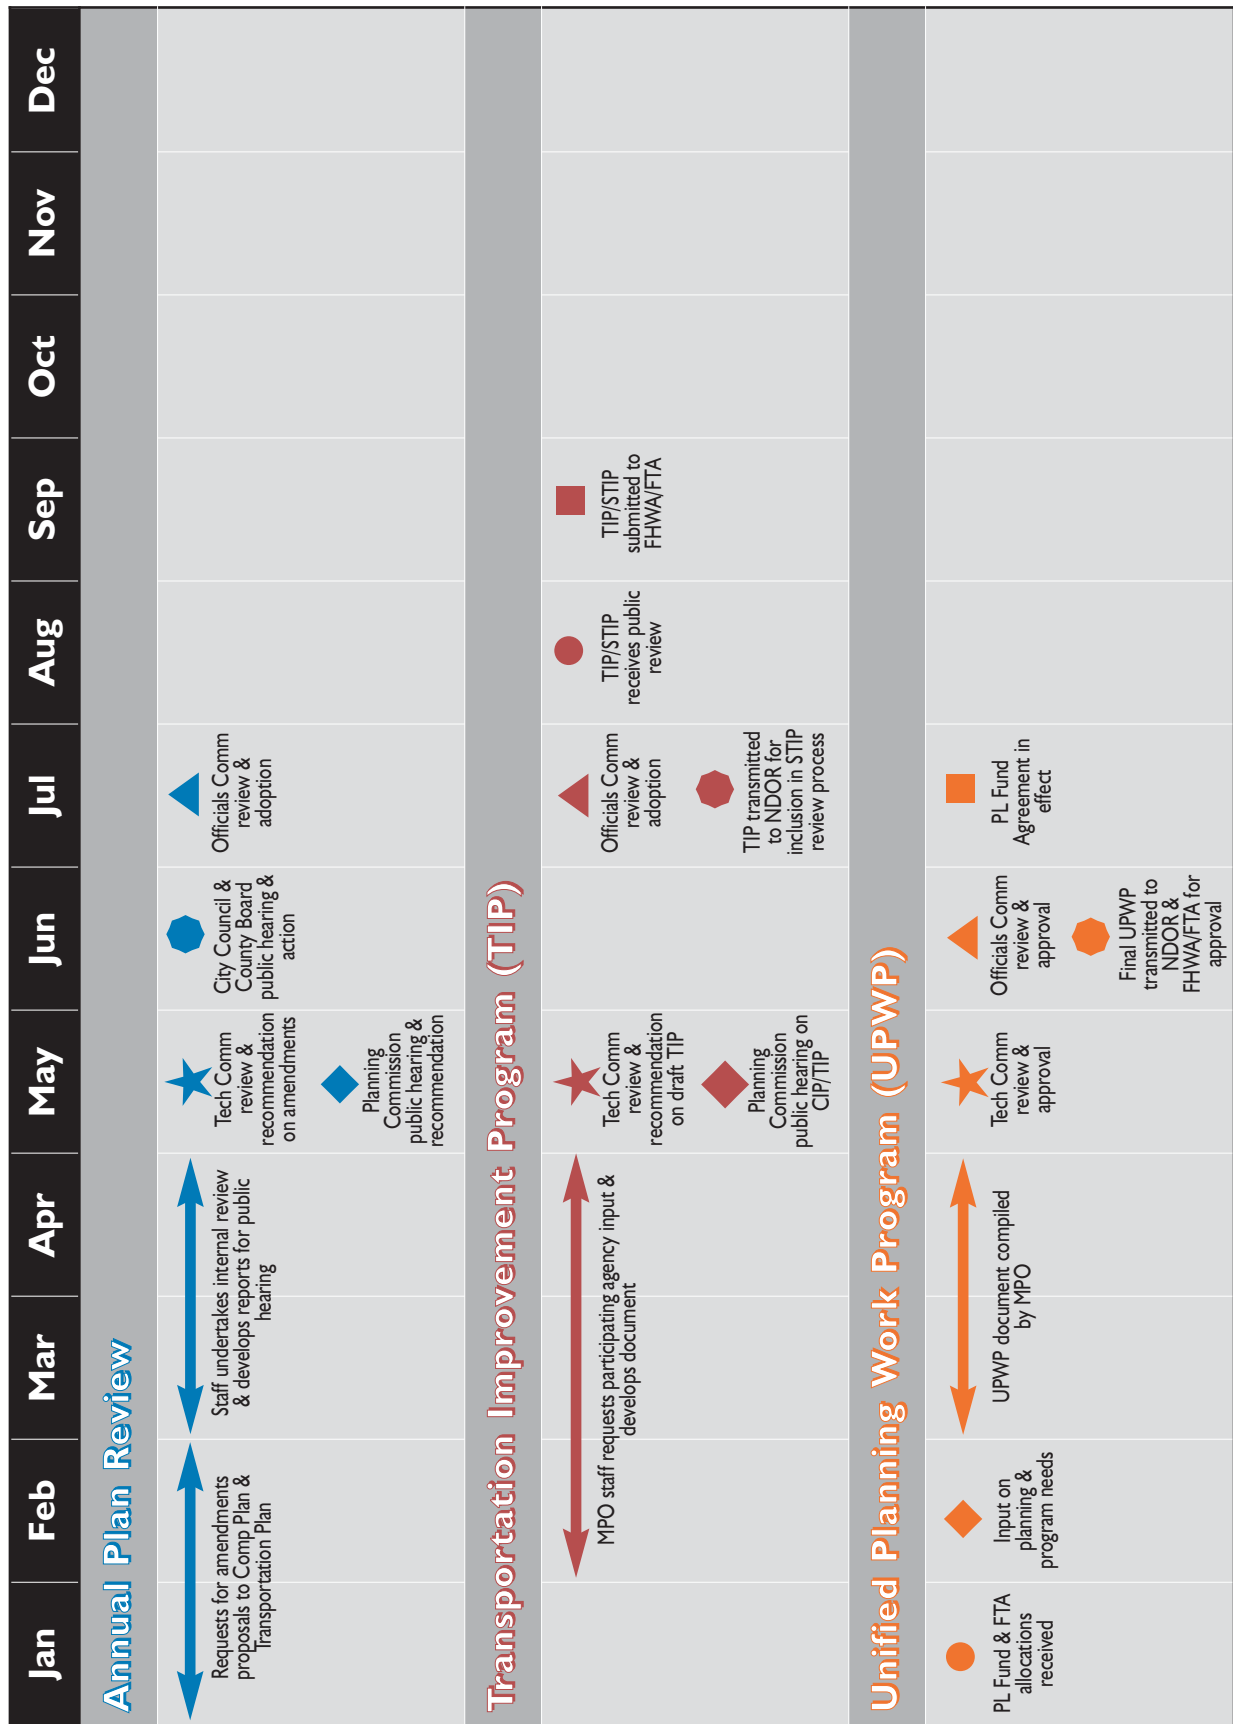 Jan
Feb
Mar
Apr
May
Jun
Jul
Aug
Sep
Oct
Nov
Dec
Annual Plan Review
Requests for amendments
proposals to Comp Plan &
Transportation Plan
Staff undertakes internal review
& develops reports for public
hearing
Tech Comm
review &
recommendation
on amendments
Planning
Commission
public hearing &
recommendation
City Council &
County Board
public hearing &
action
Officials Comm
review &
adoption
Transportation Improvement Program (TIP)
MPO staff requests participating agency input &
develops document
Tech Comm
review &
recommendation
on draft TIP
Planning
Commission
public hearing on
CIP/TIP
Officials Comm
review &
adoption
TIP transmitted
to NDOR for
inclusion in STIP
review process
TIP/STIP
receives public
review
TIP/STIP
submitted to
FHWA/FTA
Unified Planning Work Program (UPWP)
PL Fund & FTA
allocations
received
Input on
planning &
program needs
UPWP document compiled
by MPO
Tech Comm
review &
approval
Officials Comm
review &
approval
Final UPWP
transmitted to
NDOR &
FHWA/FTA for
approval
PL Fund
Agreement in
effect